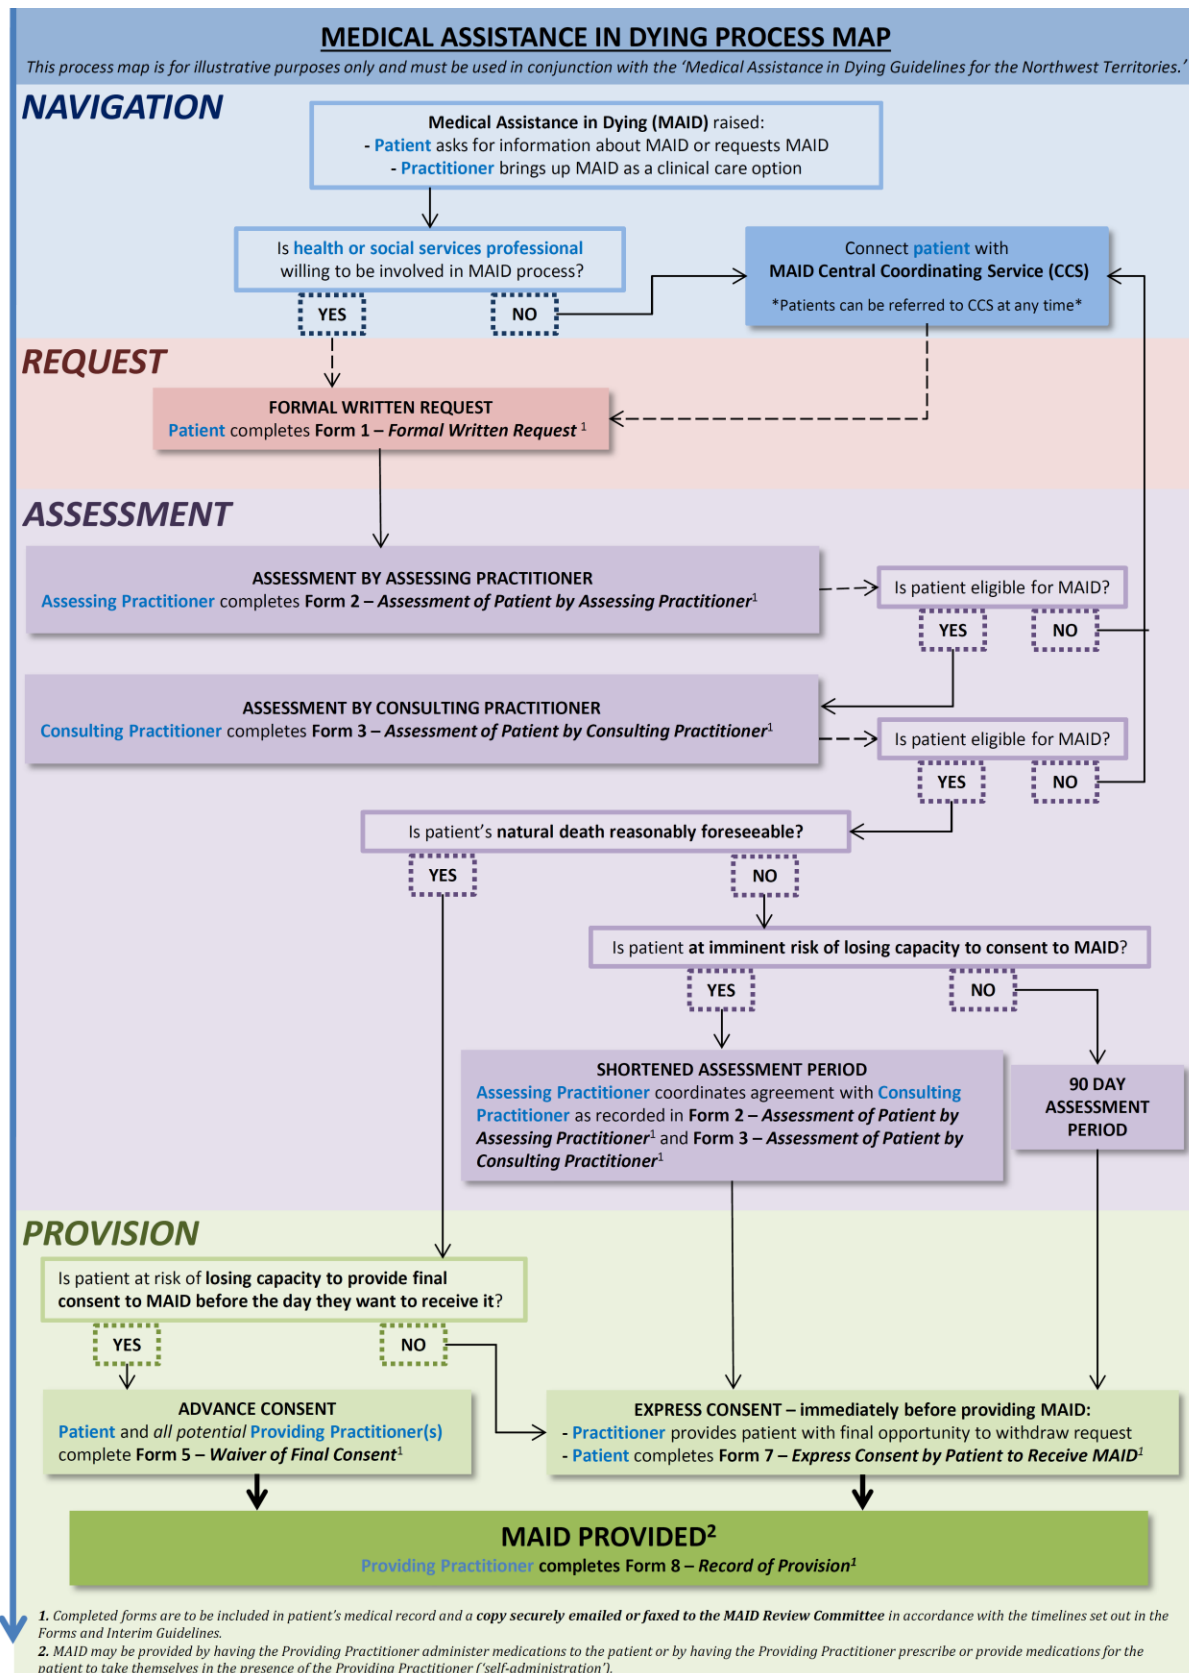 MEDICAL ASSISTANCE IN DYING PROCESS MAP
This process map is for illustrative purposes only and must be used in conjunction with the ‘Medical Assistance in Dying Guidelines for the Northwest Territories.’
NAVIGATION
Medical Assistance in Dying (MAID) raised:
- Patient asks for information about MAID or requests MAID
- Practitioner brings up MAID as a clinical care option
Is health or social services professional
willing to be involved in MAID process?
YES
NO
Connect patient with
MAID Central Coordinating Service (CCS)
*Patients can be referred to CCS at any time*
REQUEST
FORMAL WRITTEN REQUEST
Patient completes Form 1 – Formal Written Request 1
ASSESSMENT
ASSESSMENT BY ASSESSING PRACTITIONER
Assessing Practitioner completes Form 2 – Assessment of Patient by Assessing Practitioner1
Is patient eligible for MAID?
YES
NO
ASSESSMENT BY CONSULTING PRACTITIONER
Consulting Practitioner completes Form 3 – Assessment of Patient by Consulting Practitioner1
Is patient eligible for MAID?
YES
NO
Is patient’s natural death reasonably foreseeable?
YES
NO
Is patient at imminent risk of losing capacity to consent to MAID?
YES
NO
SHORTENED ASSESSMENT PERIOD
Assessing Practitioner coordinates agreement with Consulting
Practitioner as recorded in Form 2 – Assessment of Patient by
Assessing Practitioner1 and Form 3 – Assessment of Patient by
Consulting Practitioner1
90 DAY
ASSESSMENT
PERIOD
PROVISION
Is patient at risk of losing capacity to provide final
consent to MAID before the day they want to receive it?
YES
NO
ADVANCE CONSENT
Patient and all potential Providing Practitioner(s)
complete Form 5 – Waiver of Final Consent1
EXPRESS CONSENT – immediately before providing MAID:
- Practitioner provides patient with final opportunity to withdraw request
- Patient completes Form 7 – Express Consent by Patient to Receive MAID1
MAID PROVIDED2
Providing Practitioner completes Form 8 – Record of Provision1
1. Completed forms are to be included in patient’s medical record and a copy securely emailed or faxed to the MAID Review Committee in accordance with the timelines set out in the
Forms and Interim Guidelines.
2. MAID may be provided by having the Providing Practitioner administer medications to the patient or by having the Providing Practitioner prescribe or provide medications for the
patient to take themselves in the presence of the Providing Practitioner (‘self-administration’).